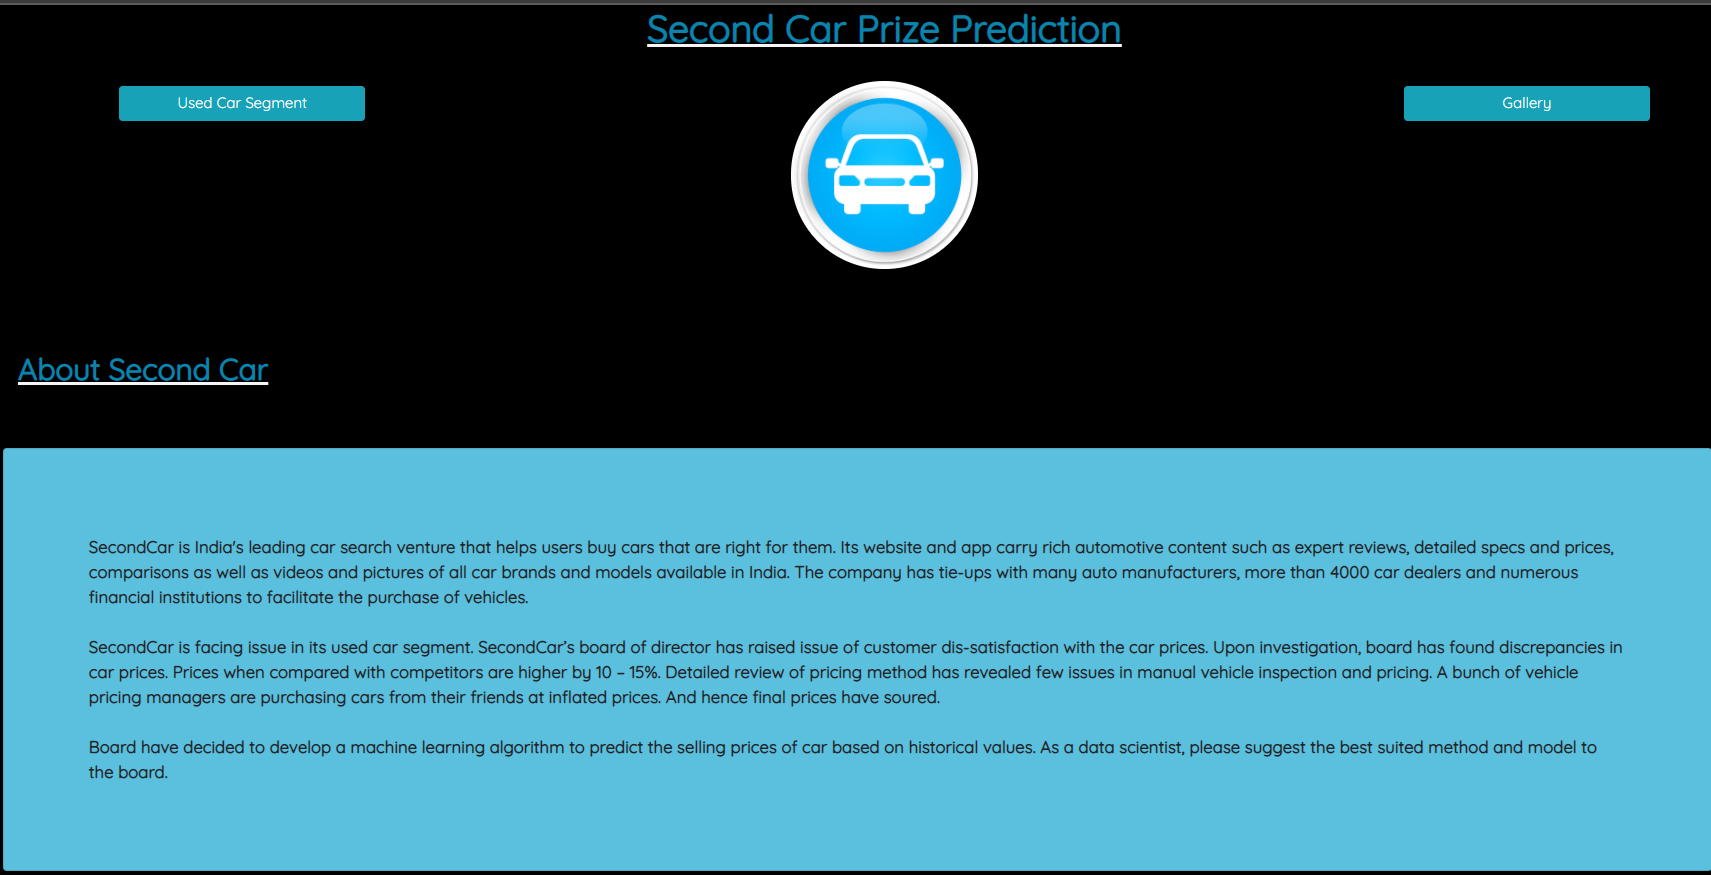 Second Car Prize Prediction
Used Car Segment
Gallery
About Second Car
SecondCar is India's leading car search venture that helps users buy cars that are right for them. Its website and app carry rich automotive content such as expert reviews, detailed specs and prices,
comparisons as well as videos and pictures of all car brands and models available in India. The company has tie-ups with many auto manufacturers, more than 4000 car dealers and numerous
financial institutions to facilitate the purchase of vehicles.
SecondCar is facing issue in its used car segment. SecondCar’s board of director has raised issue of customer dis-satisfaction with the car prices. Upon investigation, board has found discrepancies in
car prices. Prices when compared with competitors are higher by 10 – 15%. Detailed review of pricing method has revealed few issues in manual vehicle inspection and pricing. A bunch of vehicle
pricing managers are purchasing cars from their friends at inflated prices. And hence final prices have soured.
Board have decided to develop a machine learning algorithm to predict the selling prices of car based on historical values. As a data scientist, please suggest the best suited method and model to
the board.